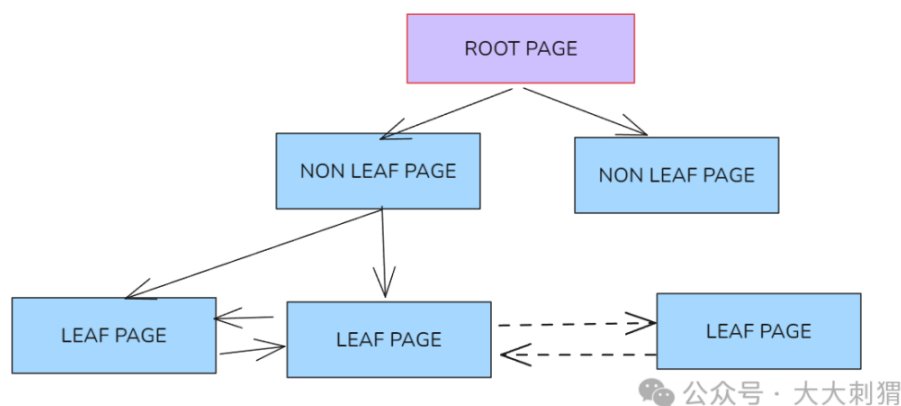 ROOT PAGE
NON LEAF PAGE
NON LEAF PAGE
LEAF PAGE
LEAF PAGE
LEAF PAGE
公众号 · 大大刺猬